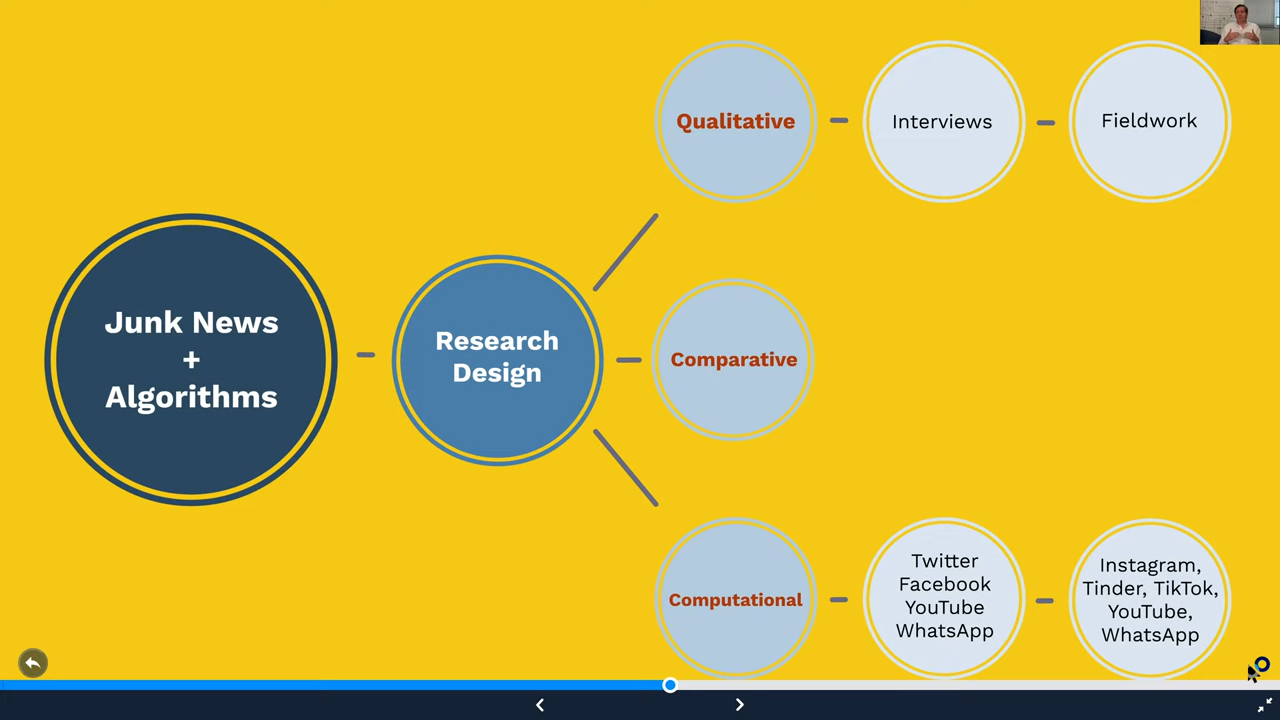 Junk News
+
Algorithms
Research
Design
Qualitative
Interviews
Fieldwork
Comparative
Computational
Twitter
Facebook
YouTube
WhatsApp
Instagram,
Tinder, TikTok,
YouTube,
WhatsApp